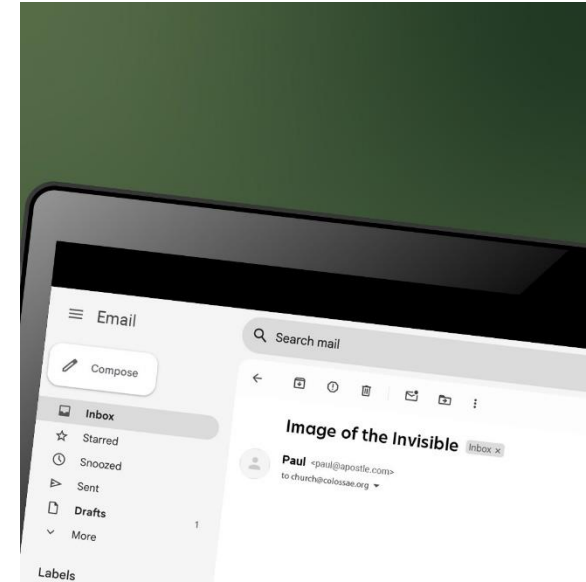 Email
Search mail
Compose
Inbox
Starred
Snoozed
Sent
Drafts 1
More
Labels
Image of the Invisible Inbox ×
Paul <paul@apostle.com>
to church@colossae.org